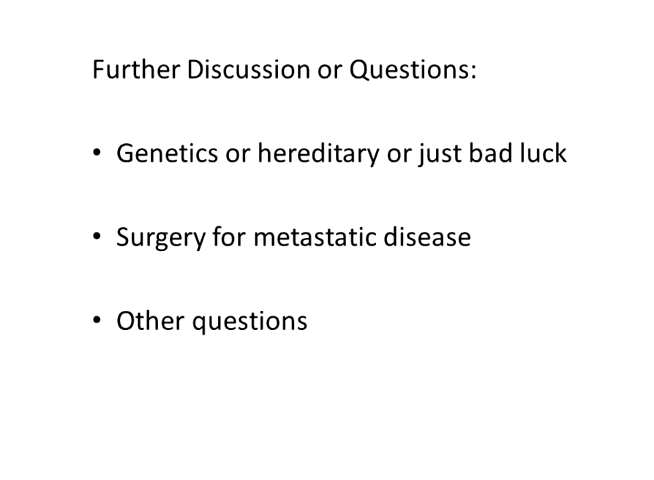 Further Discussion or Questions:
• Genetics or hereditary or just bad luck
• Surgery for metastatic disease
• Other questions